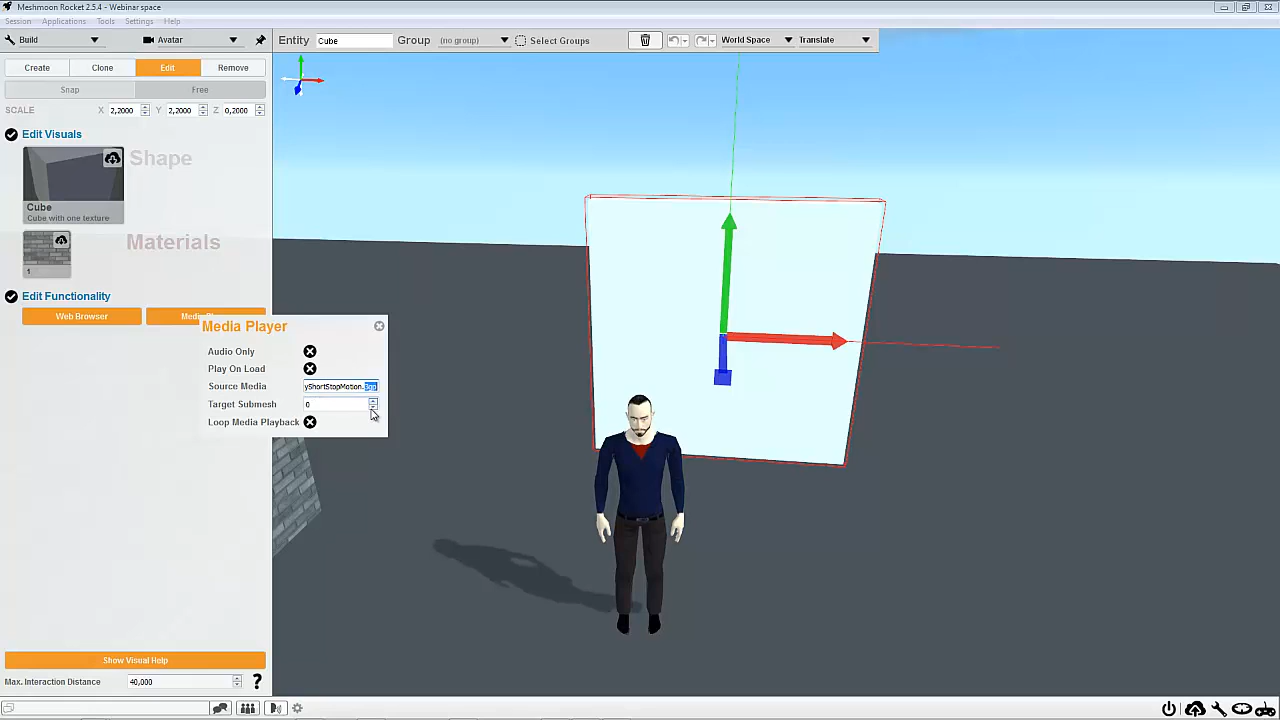 Meshmoon Rocket 2.5.4 - Webinar space
Session Applications Tools Settings Help
Build Avatar Entity Cube Group (no group) Select Groups World Space Translate
Create Clone Edit Remove
Snap Free
SCALE X 2,2000 Y 2,2000 Z 0,2000
Edit Visuals
Shape
Cube
Cube with one texture
Materials
1
Edit Functionality
Web Browser
Media Player
Audio Only
Play On Load
Source Media yShortStopMotion.3gp
Target Submesh 0
Loop Media Playback
Show Visual Help
Max. Interaction Distance 40,000 ?